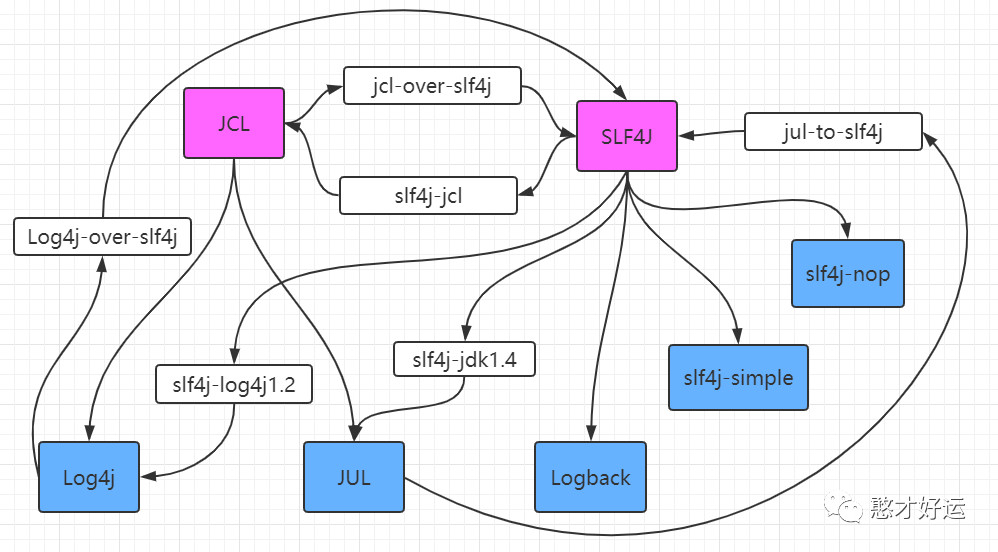 jcl-over-slf4j
JCL
SLF4J
jul-to-slf4j
slf4j-jcl
Log4j-over-slf4j
slf4j-nop
slf4j-jdk1.4
slf4j-log4j1.2
slf4j-simple
Log4j
JUL
Logback
憨才好运